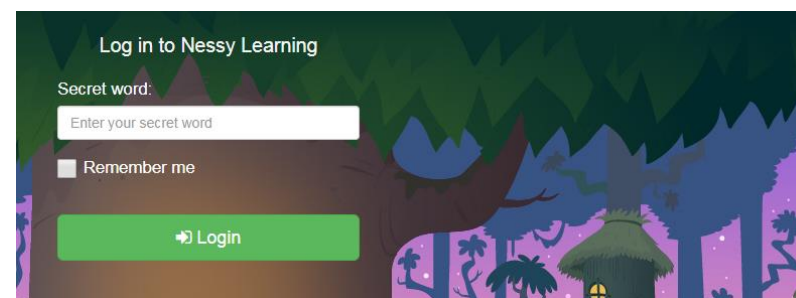 Log in to Nessy Learning
Secret word:
Enter your secret word
Remember me
Login